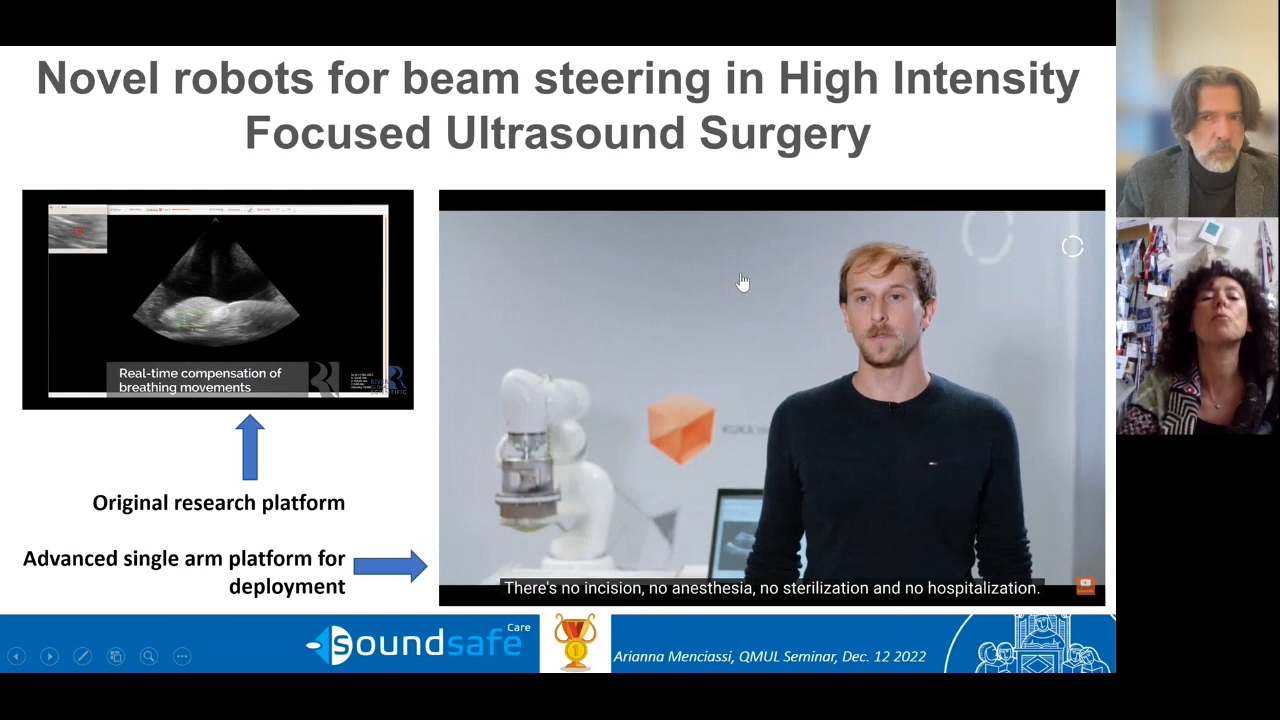 Novel robots for beam steering in High Intensity
Focused Ultrasound Surgery
Real-time compensation of
breathing movements
Original research platform
Advanced single arm platform for
deployment
KUKA
There's no incision, no anesthesia, no sterilization and no hospitalization.
soundsafe Care
1
Arianna Menciassi, QMUL Seminar, Dec. 12 2022